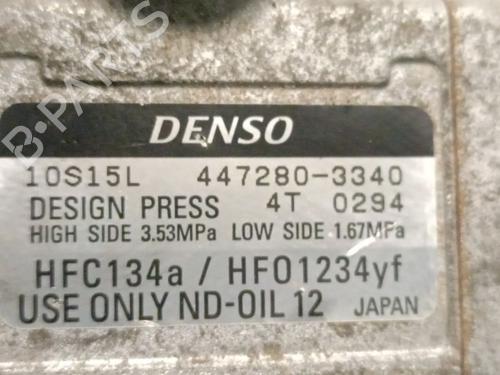 B-PARTS
DENSO
10S15L 447280-3340
DESIGN PRESS 4T 0294
HIGH SIDE 3.53MPa LOW SIDE 1.67MPa
HFC134a / HFO1234yf
USE ONLY ND-OIL 12 JAPAN